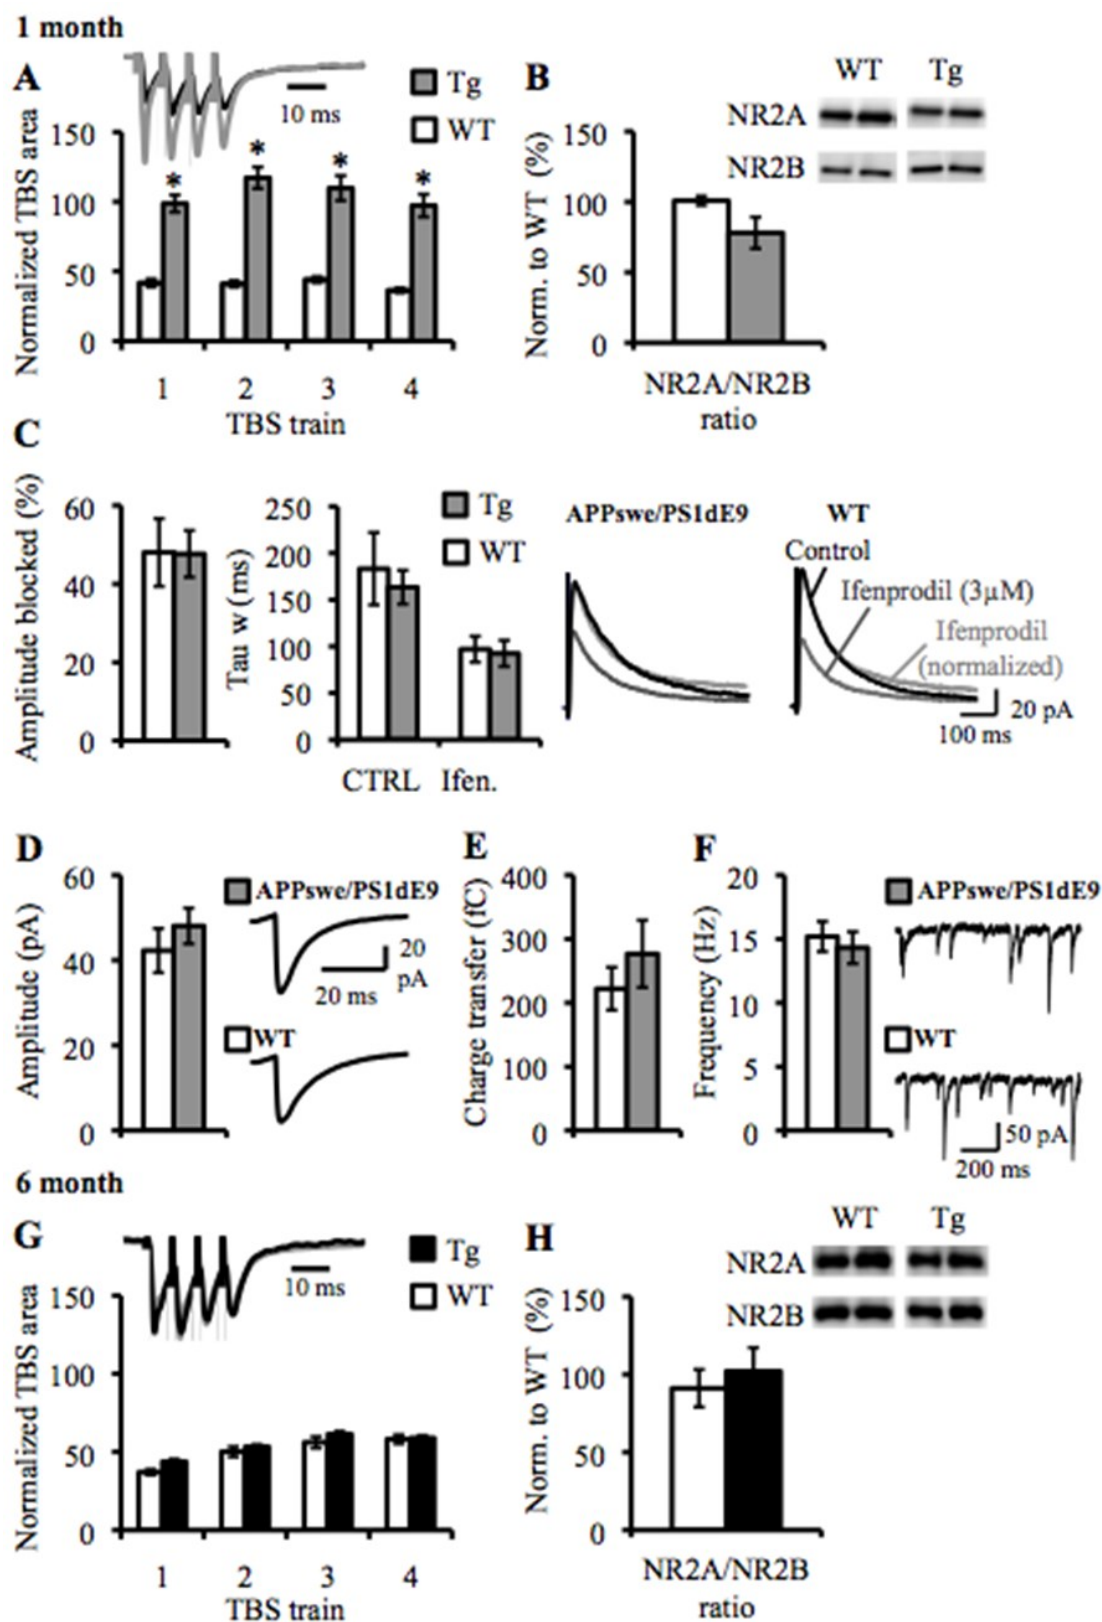 1 month
A
Tg
WT
10 ms
Normalized TBS area
150
100
50
0
*
*
*
*
1 2 3 4
TBS train
B
WT Tg
NR2A
NR2B
Norm. to WT (%)
150
100
50
0
NR2A/NR2B
ratio
C
Amplitude blocked (%)
60
40
20
0
Tau w (ms)
250
200
150
100
50
0
CTRL Ifen.
Tg
WT
APPswe/PS1dE9
WT
Control
Ifenprodil (3µM)
Ifenprodil
(normalized)
20 pA
100 ms
D
Amplitude (pA)
60
40
20
0
APPswe/PS1dE9
20
pA
20 ms
WT
E
Charge transfer (fC)
400
300
200
100
0
F
Frequency (Hz)
20
15
10
5
0
APPswe/PS1dE9
WT
50 pA
200 ms
6 month
G
Tg
WT
10 ms
Normalized TBS area
150
100
50
0
1 2 3 4
TBS train
H
WT Tg
NR2A
NR2B
Norm. to WT (%)
150
100
50
0
NR2A/NR2B
ratio